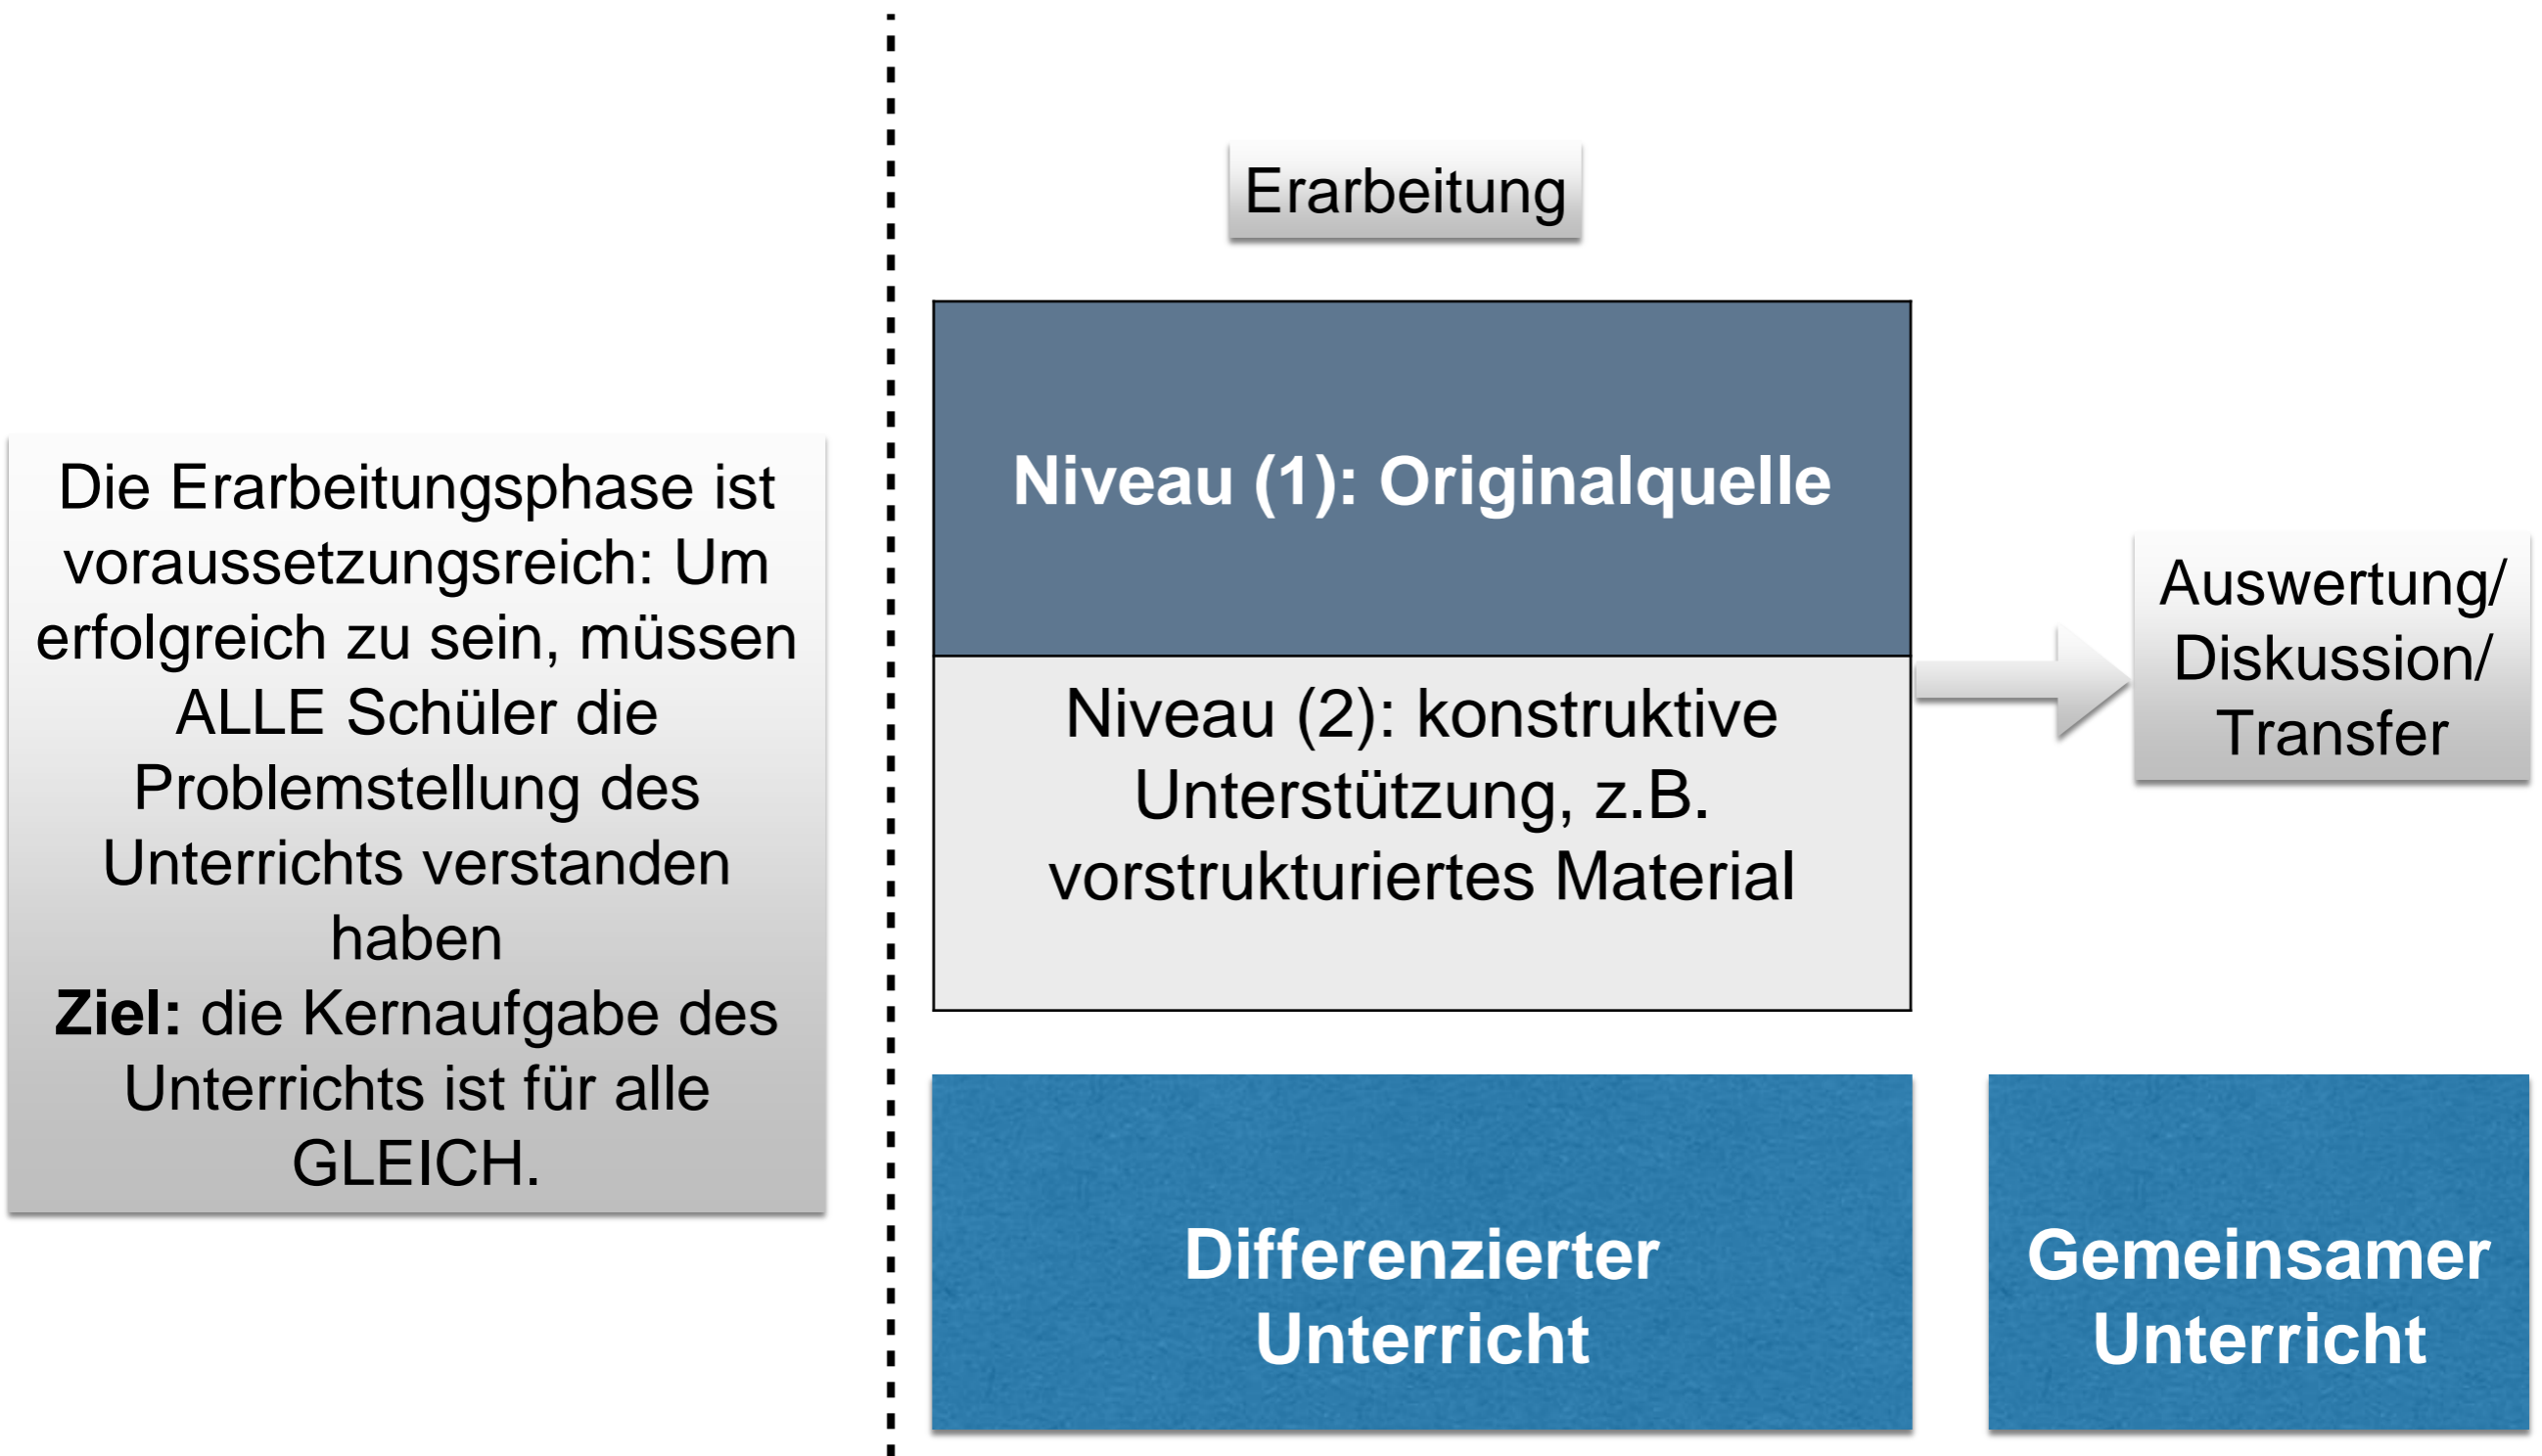 Die Erarbeitungsphase ist
voraussetzungsreich: Um
erfolgreich zu sein, müssen
ALLE Schüler die
Problemstellung des
Unterrichts verstanden
haben
Ziel: die Kernaufgabe des
Unterrichts ist für alle
GLEICH.
Erarbeitung
Niveau (1): Originalquelle
Niveau (2): konstruktive
Unterstützung, z.B.
vorstrukturiertes Material
Auswertung/
Diskussion/
Transfer
Differenzierter
Unterricht
Gemeinsamer
Unterricht